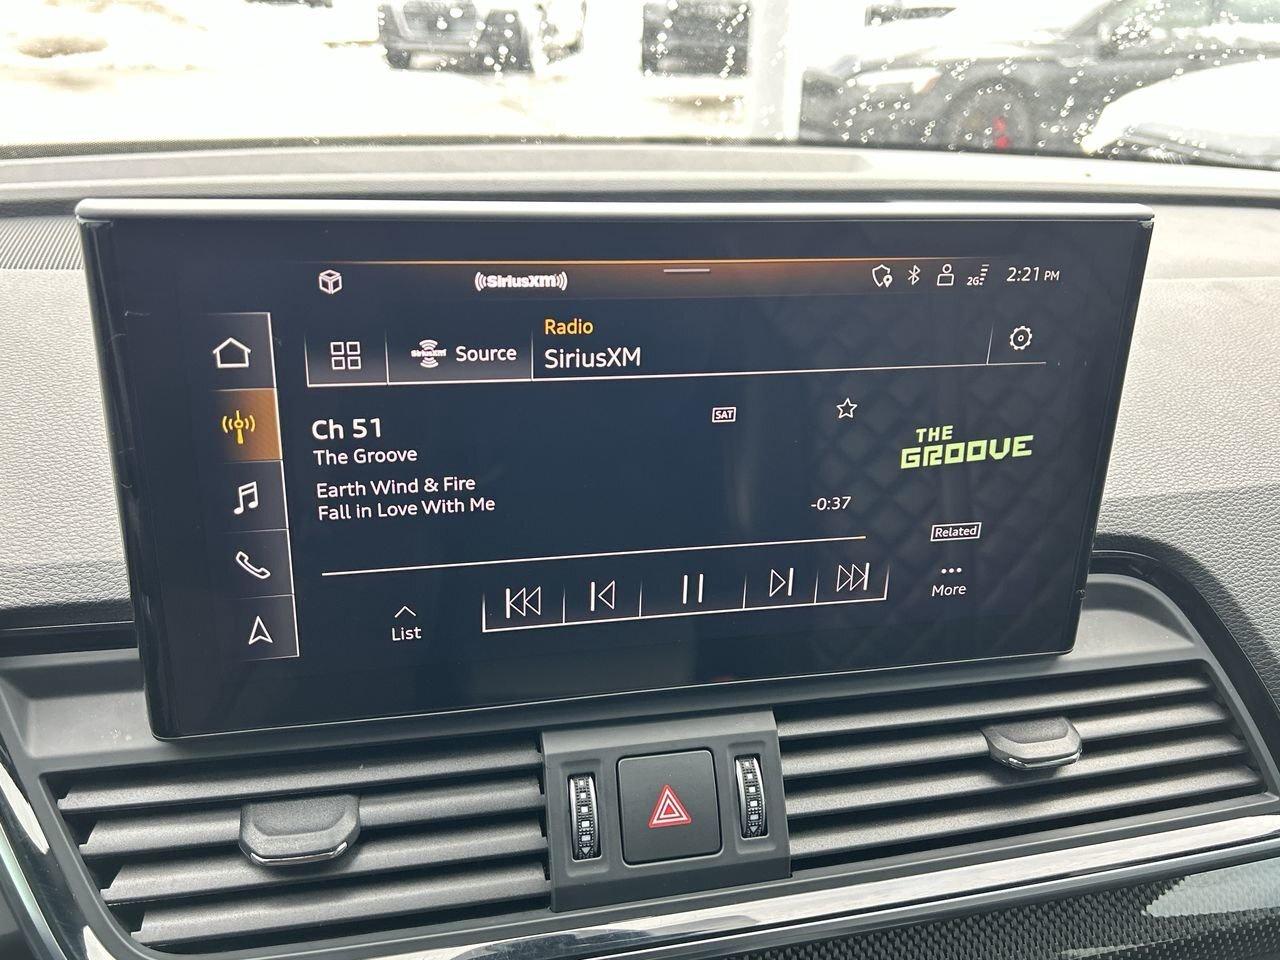 ((SiriusXM))
2G
2:21 PM
SiriusXM
Source
Radio
SiriusXM
Ch 51
SAT
The Groove
THE
GROOVE
Earth Wind & Fire
Fall in Love With Me
-0:37
Related
More
List